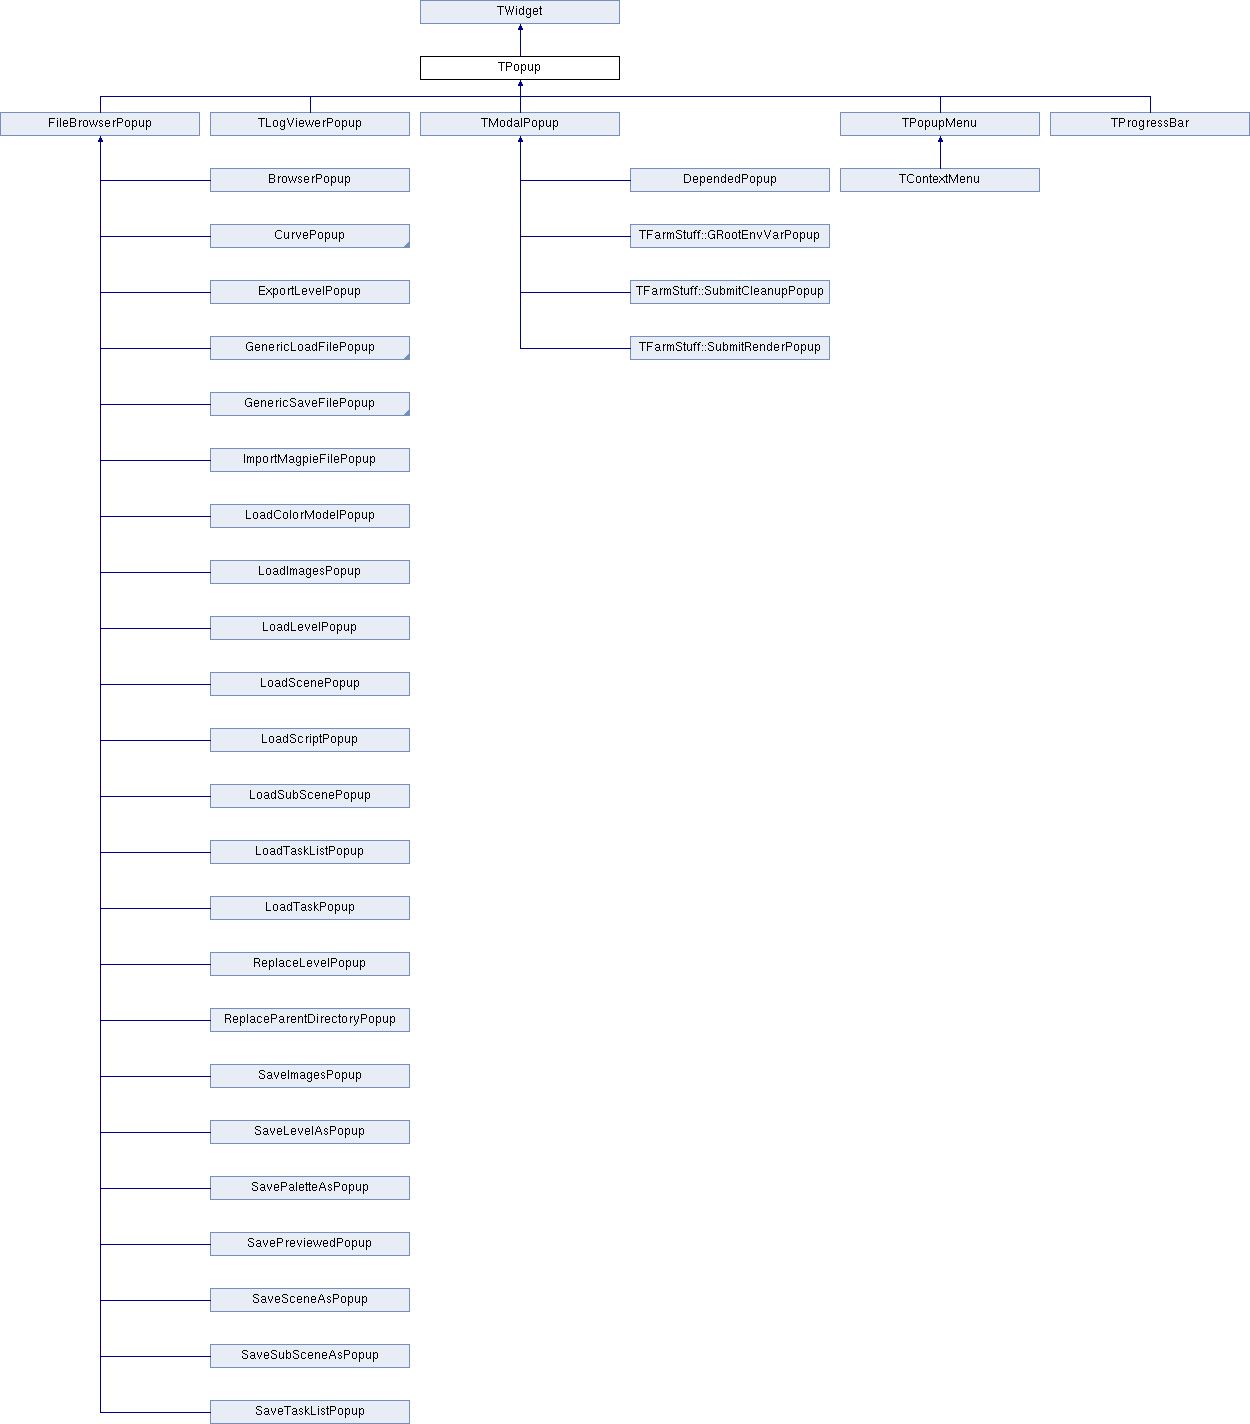 TWidget
TPopup
FileBrowserPopup
TLogViewerPopup
TModalPopup
TPopupMenu
TProgressBar
BrowserPopup
DependedPopup
TContextMenu
CurvePopup
TFarmStuff::GRootEnvVarPopup
ExportLevelPopup
TFarmStuff::SubmitCleanupPopup
GenericLoadFilePopup
TFarmStuff::SubmitRenderPopup
GenericSaveFilePopup
ImportMagpieFilePopup
LoadColorModelPopup
LoadImagesPopup
LoadLevelPopup
LoadScenePopup
LoadScriptPopup
LoadSubScenePopup
LoadTaskListPopup
LoadTaskPopup
ReplaceLevelPopup
ReplaceParentDirectoryPopup
SaveImagesPopup
SaveLevelAsPopup
SavePaletteAsPopup
SavePreviewedPopup
SaveSceneAsPopup
SaveSubSceneAsPopup
SaveTaskListPopup